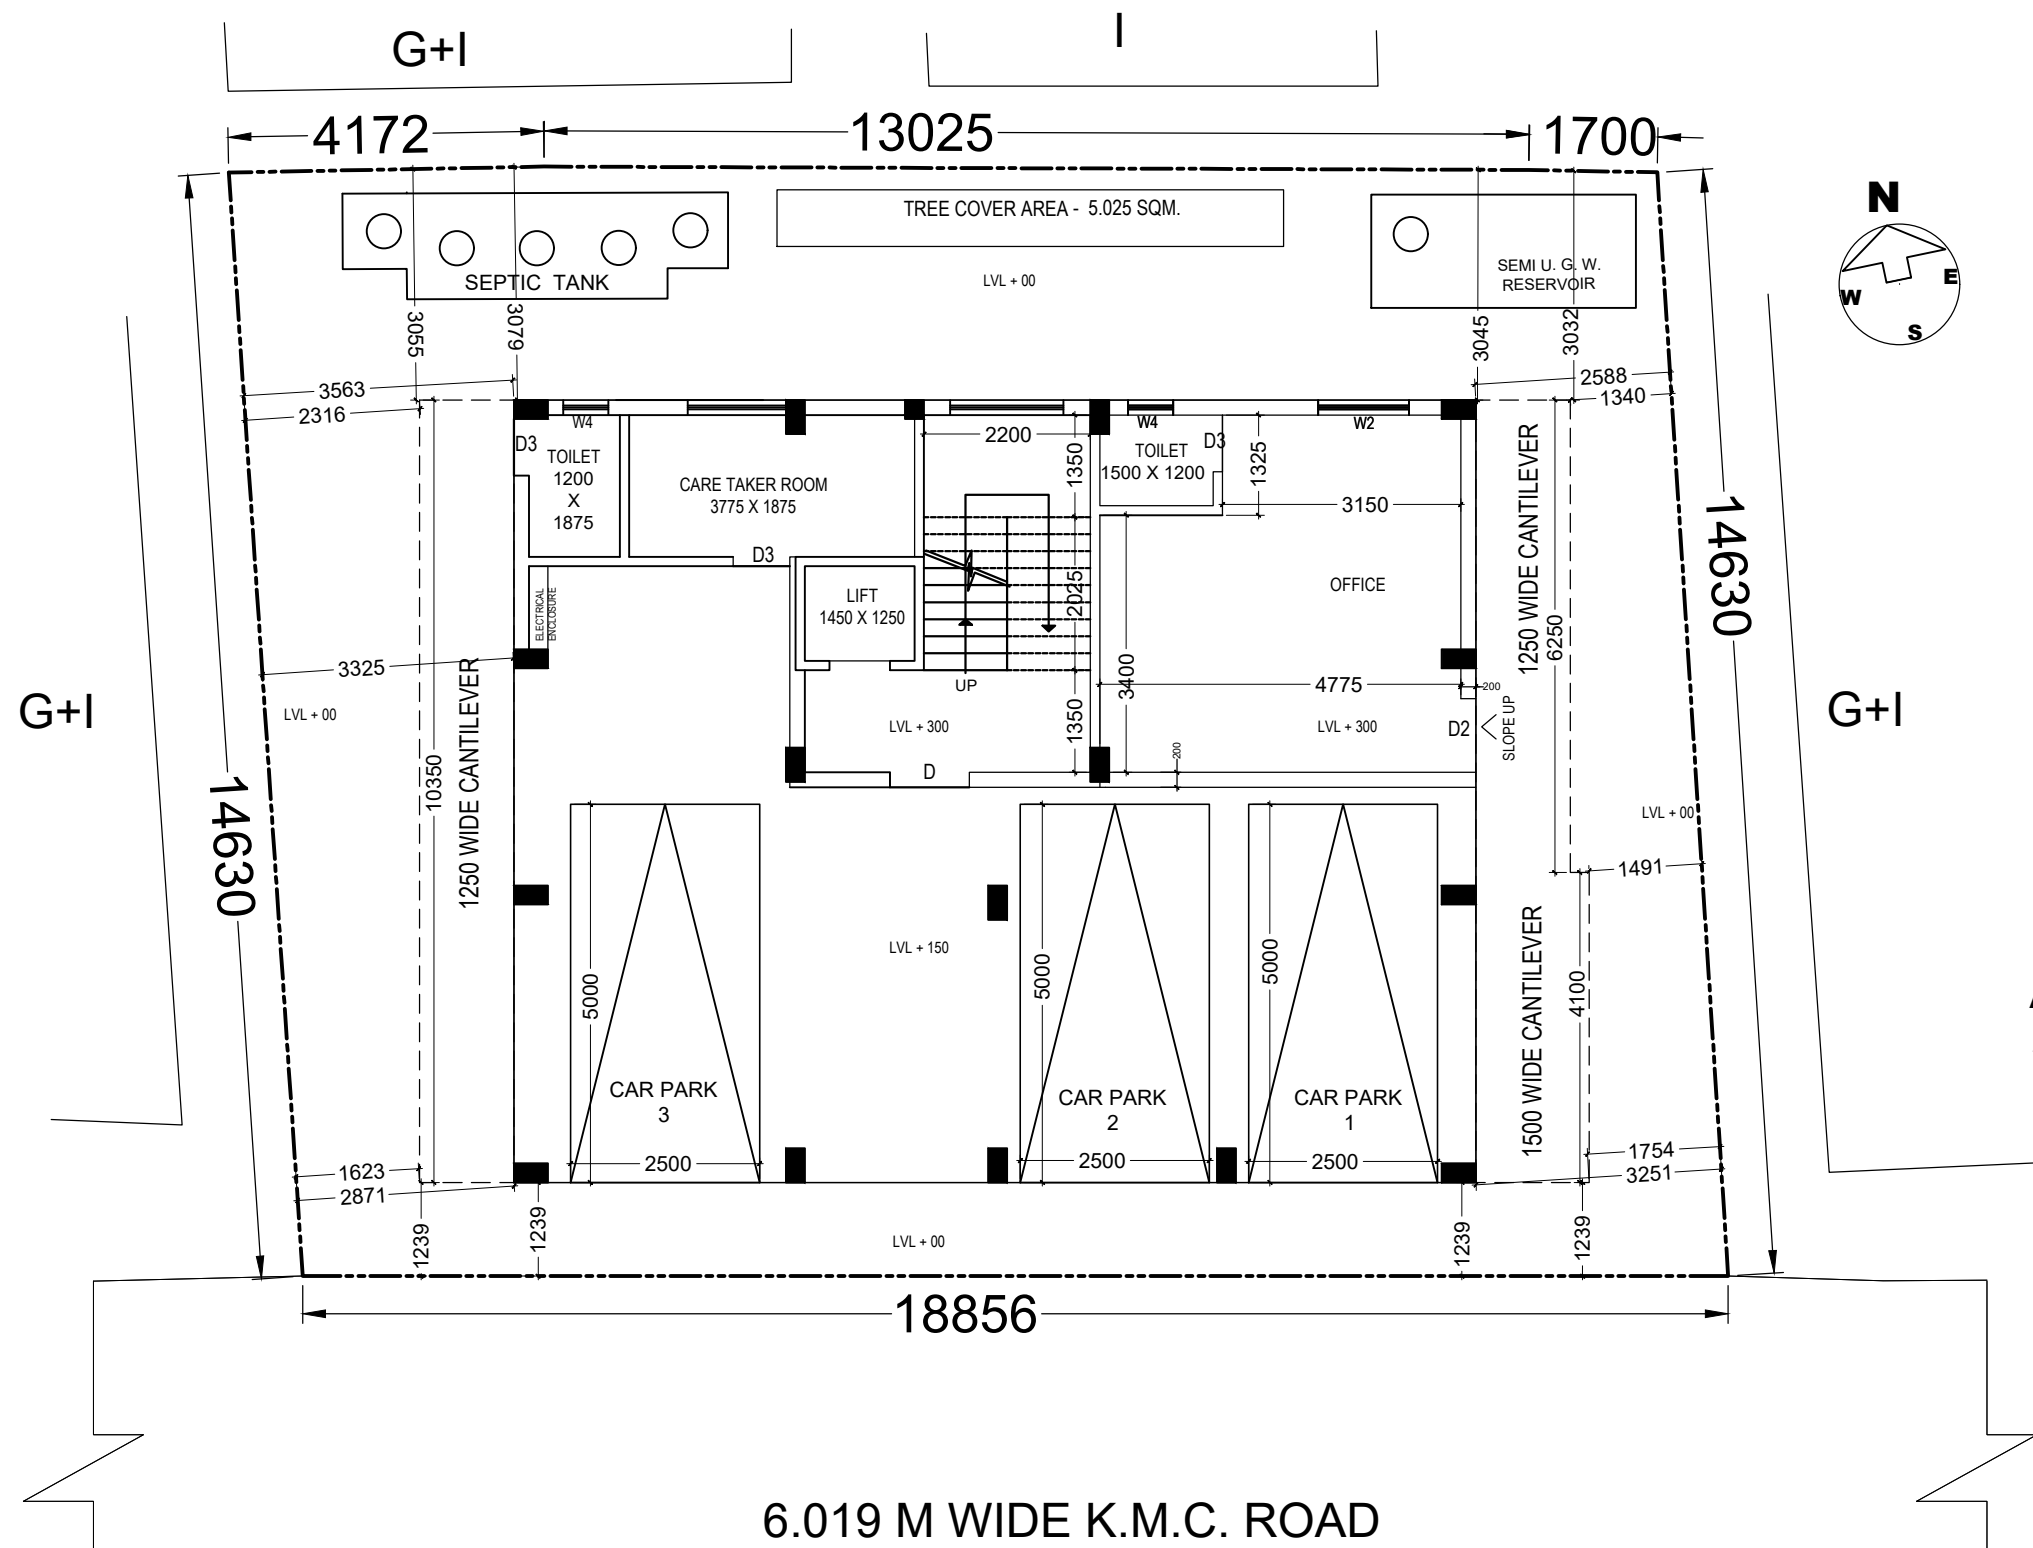 G+I
I
4172
13025
1700
N
W
E
S
TREE COVER AREA - 5.025 SQM.
SEPTIC TANK
SEMI U. G. W.
RESERVOIR
LVL + 00
3055
3079
3045
3032
3563
2316
2588
1340
W4
D3
TOILET
1200
X
1875
CARE TAKER ROOM
3775 X 1875
D3
2200
1350
W4
TOILET
1500 X 1200
D3
1325
W2
3150
OFFICE
ELECTRICAL
ENCLOSURE
LIFT
1450 X 1250
2025
UP
3400
4775
200
1250 WIDE CANTILEVER
6250
14630
3325
LVL + 00
G+I
10350
1250 WIDE CANTILEVER
14630
LVL + 300
1350
D
200
LVL + 300
D2
SLOPE UP
G+I
LVL + 00
1491
5000
5000
5000
LVL + 150
1500 WIDE CANTILEVER
4100
CAR PARK
3
CAR PARK
2
CAR PARK
1
2500
2500
2500
1623
2871
1754
3251
1239
1239
1239
1239
LVL + 00
18856
6.019 M WIDE K.M.C. ROAD